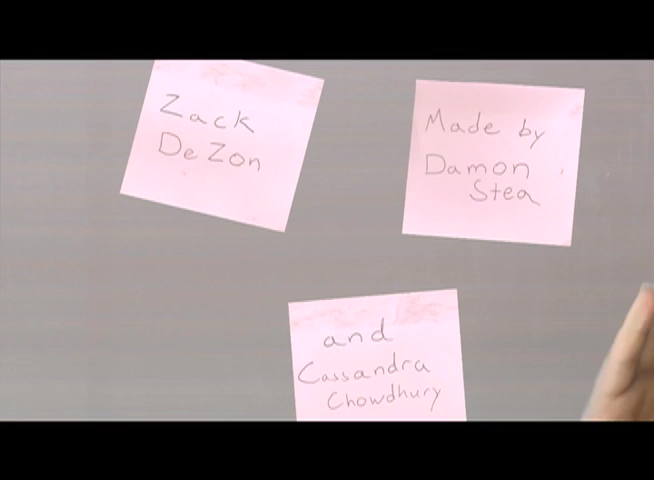 Zack
DeZon
Made by
Damon
Stea
and
Cassandra
Chowdhury